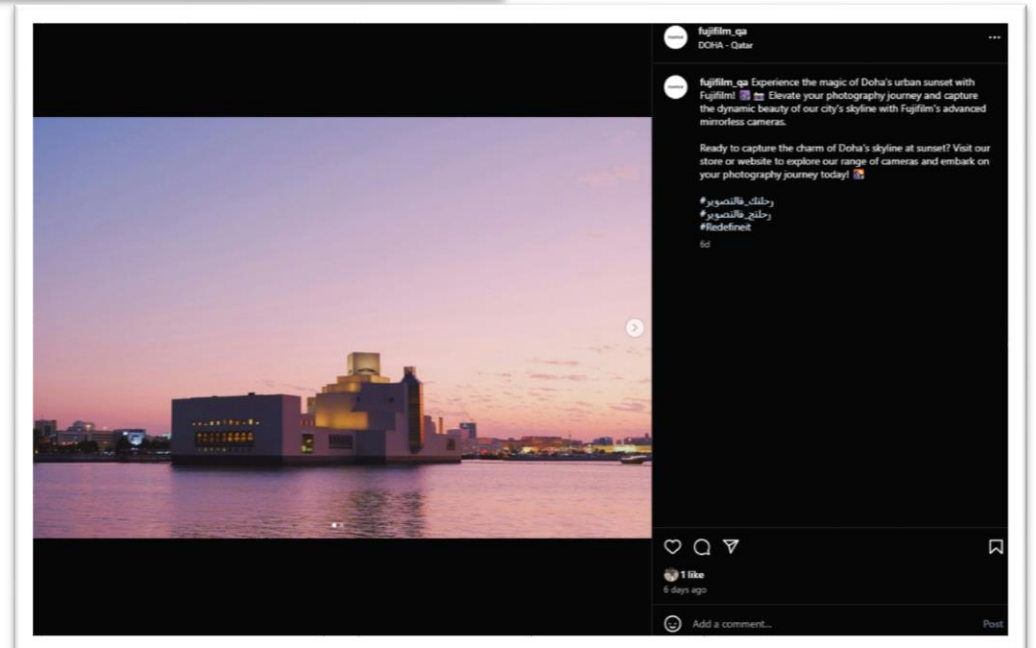 fujifilm_qa
DOHA - Qatar
fujifilm_qa Experience the magic of Doha's urban sunset with
Fujifilm! 🌇 📷 Elevate your photography journey and capture
the dynamic beauty of our city's skyline with Fujifilm's advanced
mirrorless cameras.
Ready to capture the charm of Doha's skyline at sunset? Visit our
store or website to explore our range of cameras and embark on
your photography journey today! 🌇
#رحلتك_فالتصوير
#رحلتج_فالتصوير
#Redefineit
6d
1 like
6 days ago
Add a comment...
Post